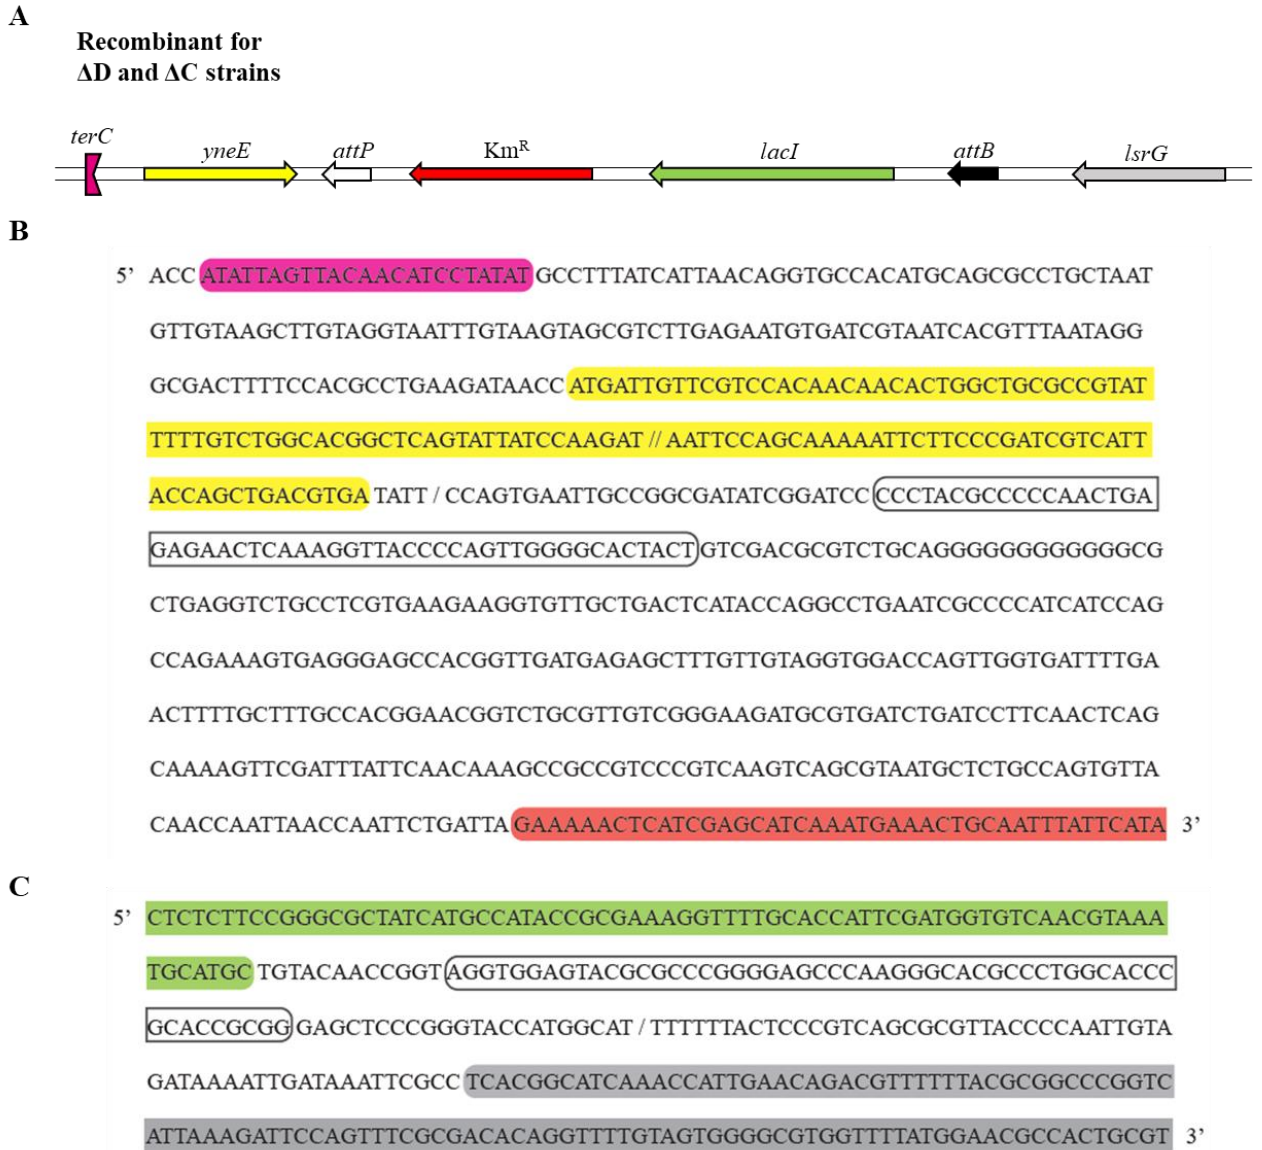 A
Recombinant for
ΔD and ΔC strains
terC yneE attP KmR lacI attB lsrG
B
5’ ACC ATATTAGTTACAACATCCTATAT GCCTTTATCATTAACAGGTGCCACATGCAGCGCCTGCTAAT
GTTGTAAGCTTGTAGGTAATTTGTAAGTAGCGTCTTGAGAATGTGATCGTAATCACGTTTAATAGG
GCGACTTTTCCACGCCTGAAGATAACC ATGATTGTTCGTCCACAACAACACTGGCTGCGCCGTAT
TTTTGTCTGGCACGGCTCAGTATTATCCAAGAT // AATTCCAGCAAAAATTCTTCCCGATCGTCATT
ACCAGCTGACGTGA TATT / CCAGTGAATTGCCGGCGATATCGGATCC CCCTACGCCCCCAACTGA
GAGAACTCAAAGGTTACCCCAGTTGGGGCACTACT GTCGACGCGTCTGCAGGGGGGGGGGGGGCG
CTGAGGTCTGCCTCGTGAAGAAGGTGTTGCTGACTCATACCAGGCCTGAATCGCCCCATCATCCAG
CCAGAAAGTGAGGGAGCCACGGTTGATGAGAGCTTTGTTGTAGGTGGACCAGTTGGTGATTTTGA
ACTTTTGCTTTGCCACGGAACGGTCTGCGTTGTCGGGAAGATGCGTGATCTGATCCTTCAACTCAG
CAAAAGTTCGATTTATTCAACAAAGCCGCCGTCCCGTCAAGTCAGCGTAATGCTCTGCCAGTGTTA
CAACCAATTAACCAATTCTGATTA GAAAAACTCATCGAGCATCAAATGAAACTGCAATTTATTCATA 3’
C
5’ CTCTCTTCCGGGCGCTATCATGCCATACCGCGAAAGGTTTTGCACCATTCGATGGTGTCAACGTAAA
TGCATGC TGTACAACCGGT AGGTGGAGTACGCGCCCGGGGAGCCCAAGGGCACGCCCTGGCACCC
GCACCGCGG GAGCTCCCGGGTACCATGGCAT / TTTTTTACTCCCGTCAGCGCGTTACCCCAATTGTA
GATAAAATTGATAAATTCGCC TCACGGCATCAAACCATTGAACAGACGTTTTTTACGCGGCCCGGTC
ATTAAAGATTCCAGTTTCGCGACACAGGTTTTGTAGTGGGGCGTGGTTTTATGGAACGCCACTGCGT 3’